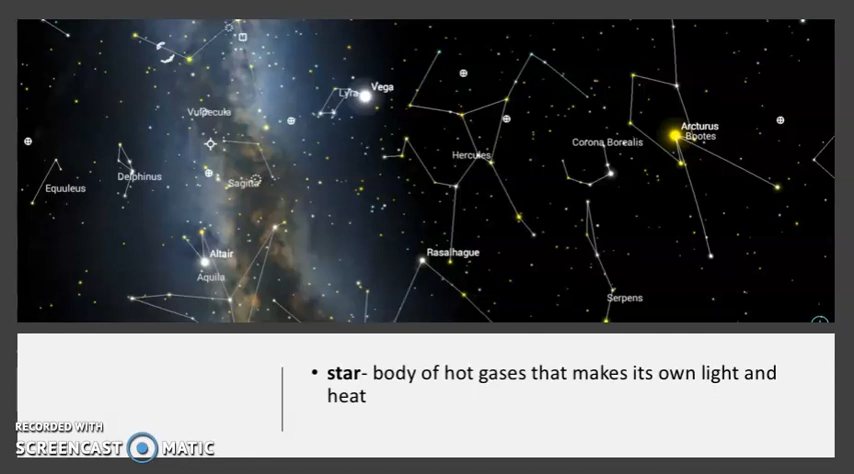 Vega
Lyra
Vulpecula
Arcturus
Bootes
Corona Borealis
Hercules
Delphinus
Sagitta
Equuleus
Altair
Rasalhague
Aquila
Serpens
• star- body of hot gases that makes its own light and
heat
RECORDED WITH
SCREENCAST MATIC